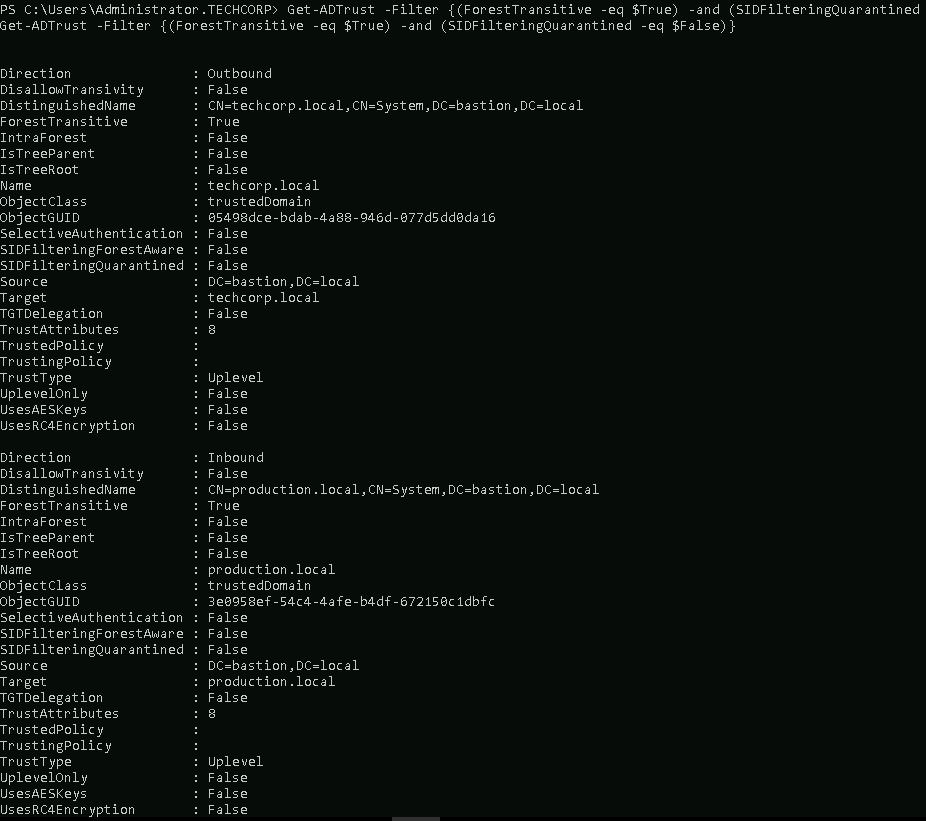 PS C:\Users\Administrator.TECHCORP> Get-ADTrust -Filter {(ForestTransitive -eq $True) -and (SIDFilteringQuarantined
Get-ADTrust -Filter {(ForestTransitive -eq $True) -and (SIDFilteringQuarantined -eq $False)}
Direction : Outbound
DisallowTransivity : False
DistinguishedName : CN=techcorp.local,CN=System,DC=bastion,DC=local
ForestTransitive : True
IntraForest : False
IsTreeParent : False
IsTreeRoot : False
Name : techcorp.local
ObjectClass : trustedDomain
ObjectGUID : 05498dce-bdab-4a88-946d-077d5dd0da16
SelectiveAuthentication : False
SIDFilteringForestAware : False
SIDFilteringQuarantined : False
Source : DC=bastion,DC=local
Target : techcorp.local
TGTDelegation : False
TrustAttributes : 8
TrustedPolicy :
TrustingPolicy :
TrustType : Uplevel
UplevelOnly : False
UsesAESKeys : False
UsesRC4Encryption : False
Direction : Inbound
DisallowTransivity : False
DistinguishedName : CN=production.local,CN=System,DC=bastion,DC=local
ForestTransitive : True
IntraForest : False
IsTreeParent : False
IsTreeRoot : False
Name : production.local
ObjectClass : trustedDomain
ObjectGUID : 3e0958ef-54c4-4afe-b4df-672150c1dbfc
SelectiveAuthentication : False
SIDFilteringForestAware : False
SIDFilteringQuarantined : False
Source : DC=bastion,DC=local
Target : production.local
TGTDelegation : False
TrustAttributes : 8
TrustedPolicy :
TrustingPolicy :
TrustType : Uplevel
UplevelOnly : False
UsesAESKeys : False
UsesRC4Encryption : False